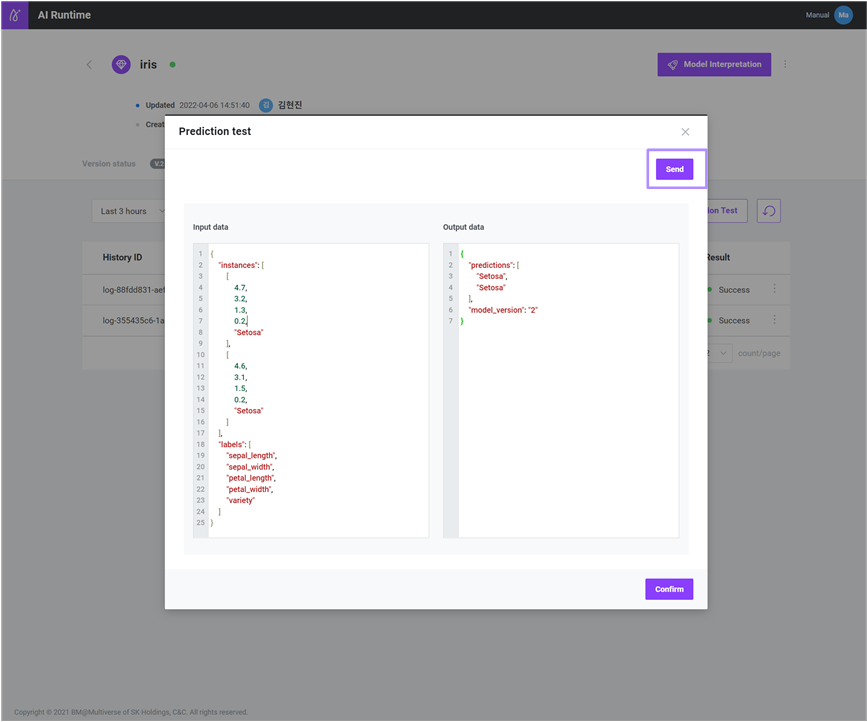 AI Runtime
Manual Ma
iris
Model Interpretation
Updated 2022-04-06 14:51:40 김 김현진
Creat
Prediction test
Version status V.2
Send
Last 3 hours
ion Test
Input data
Output data
History ID
Result
1 {
2 "instances": [
3 [
4 4.7,
5 3.2,
6 1.3,
7 0.2,
8 "Setosa"
9 ],
10 [
11 4.6,
12 3.1,
13 1.5,
14 0.2,
15 "Setosa"
16 ]
17 ],
18 "labels": [
19 "sepal_length",
20 "sepal_width",
21 "petal_length",
22 "petal_width",
23 "variety"
24 ]
25 }
1 {
2 "predictions": [
3 "Setosa",
4 "Setosa"
5 ],
6 "model_version": "2"
7 }
log-88fdd831-aef
Success
log-355435c6-1a
Success
2 count/page
Confirm
Copyright © 2021 BM@Multiverse of SK Holdings, C&C. All rights reserved.